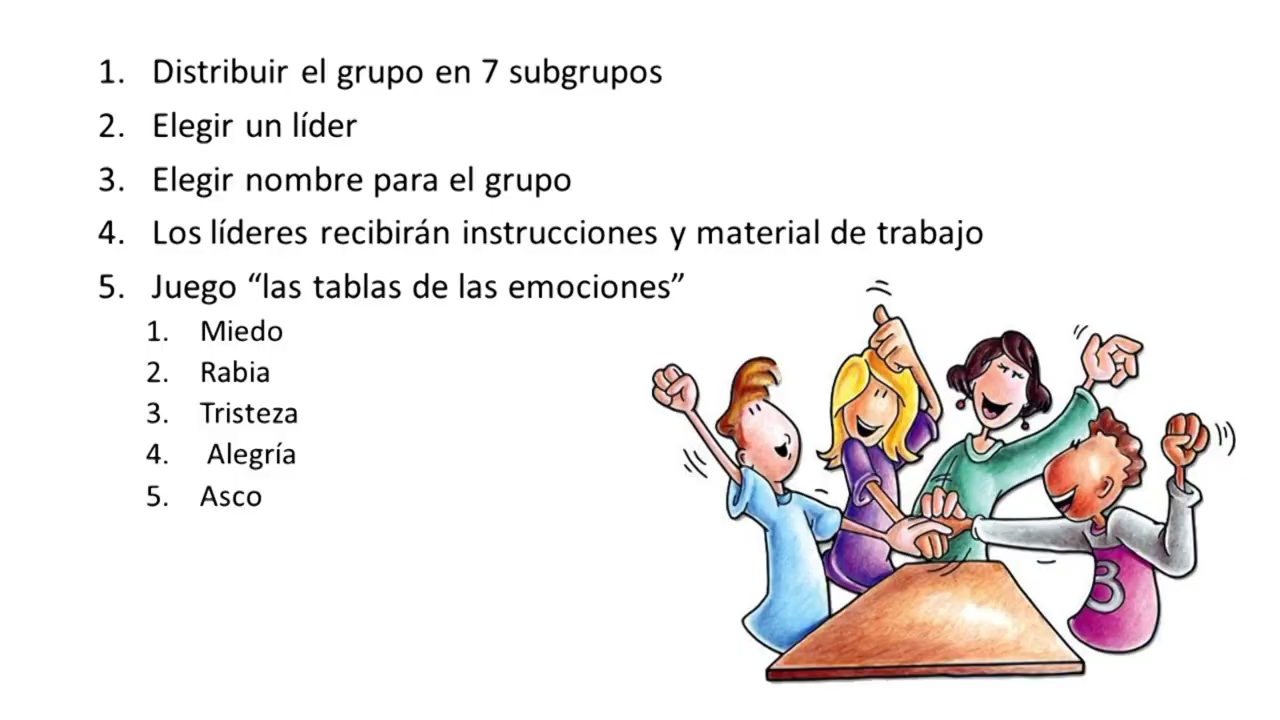 1. Distribuir el grupo en 7 subgrupos
2. Elegir un líder
3. Elegir nombre para el grupo
4. Los líderes recibirán instrucciones y material de trabajo
5. Juego “las tablas de las emociones”
1. Miedo
2. Rabia
3. Tristeza
4. Alegría
5. Asco
3